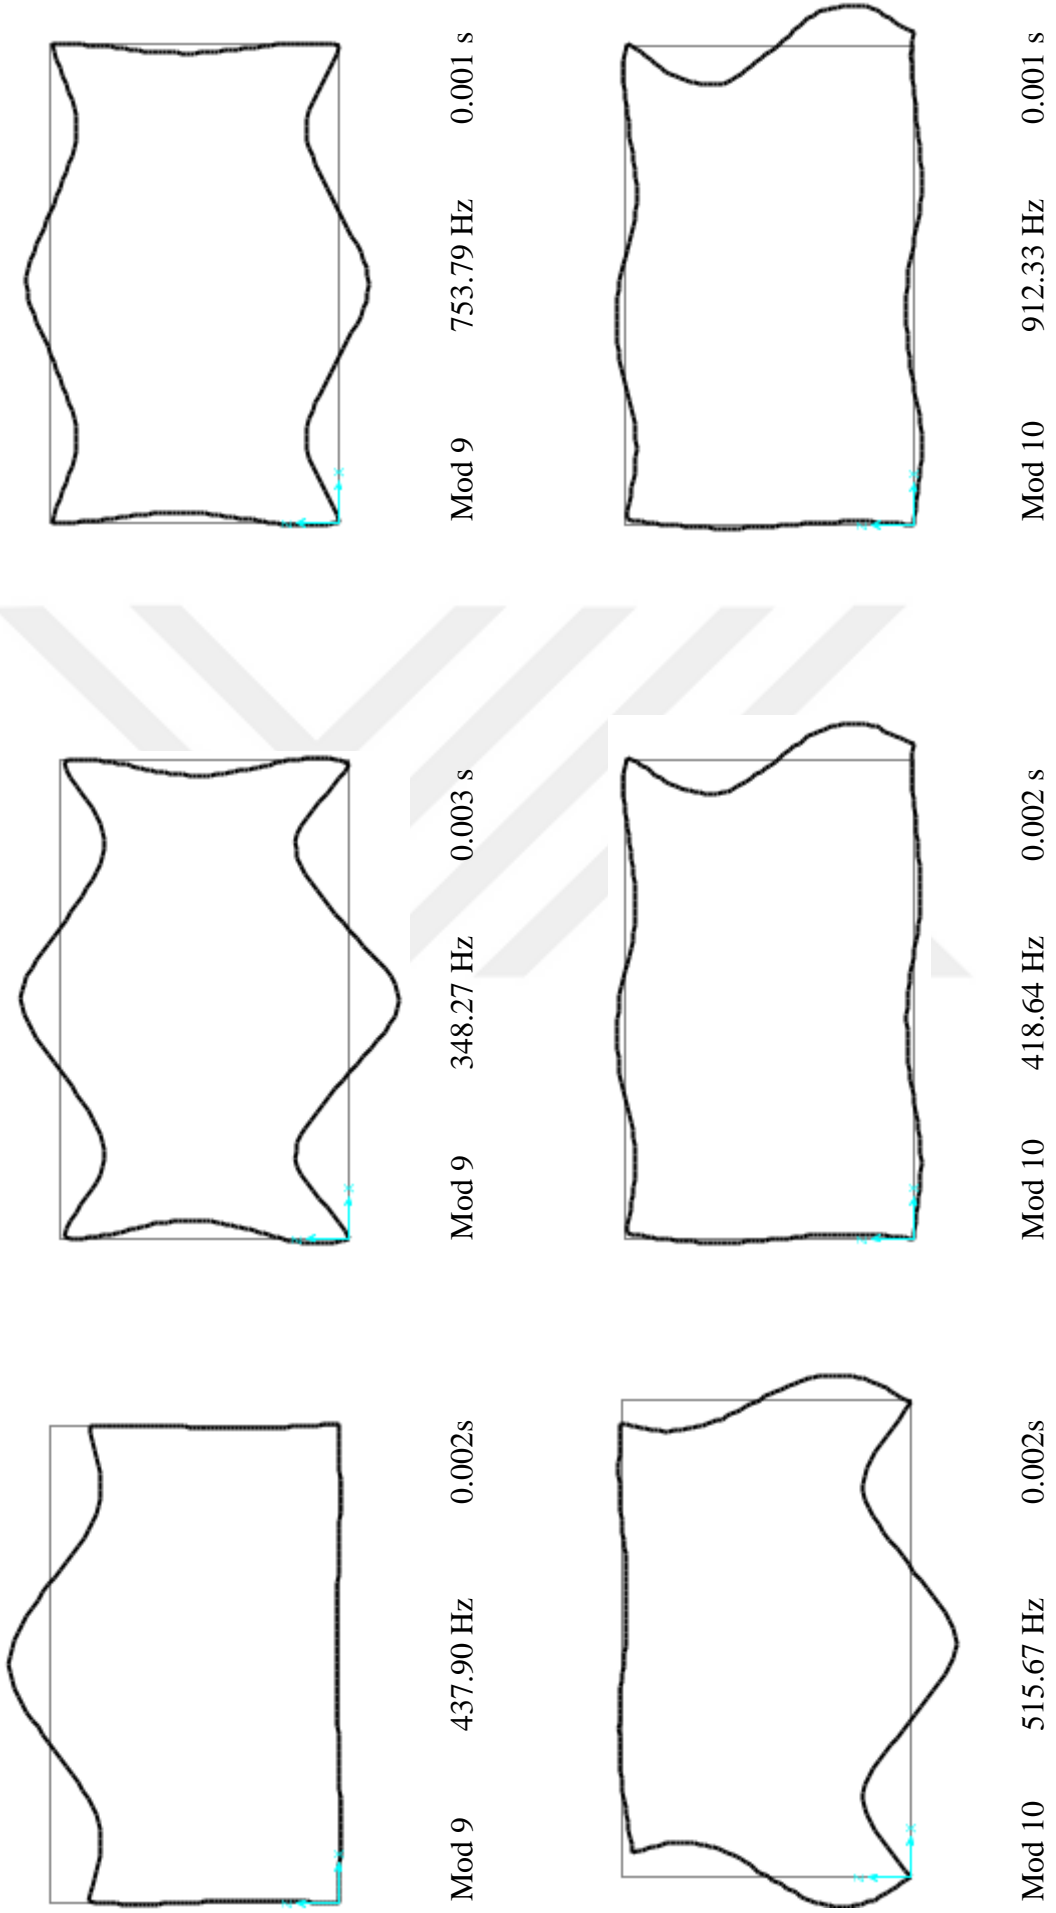 Mod 9 437.90 Hz 0.002s
Mod 9 348.27 Hz 0.003 s
Mod 9 753.79 Hz 0.001 s
Mod 10 515.67 Hz 0.002s
Mod 10 418.64 Hz 0.002 s
Mod 10 912.33 Hz 0.001 s